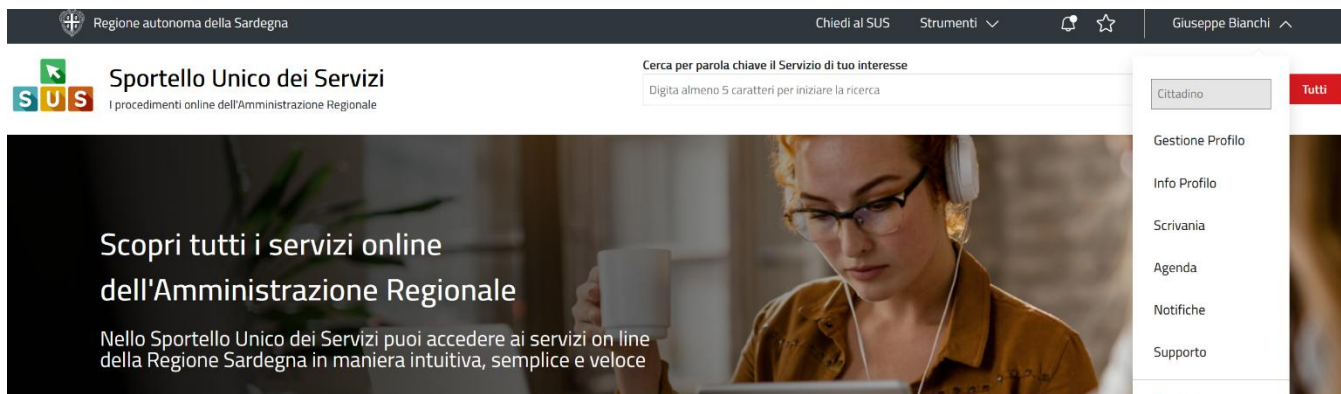 Regione autonoma della Sardegna
Chiedi al SUS
Strumenti
Giuseppe Bianchi
SUS
Sportello Unico dei Servizi
I procedimenti online dell'Amministrazione Regionale
Cerca per parola chiave il Servizio di tuo interesse
Digita almeno 5 caratteri per iniziare la ricerca
Tutti
Cittadino
Gestione Profilo
Info Profilo
Scrivania
Agenda
Notifiche
Supporto
Scopri tutti i servizi online
dell'Amministrazione Regionale
Nello Sportello Unico dei Servizi puoi accedere ai servizi on line
della Regione Sardegna in maniera intuitiva, semplice e veloce